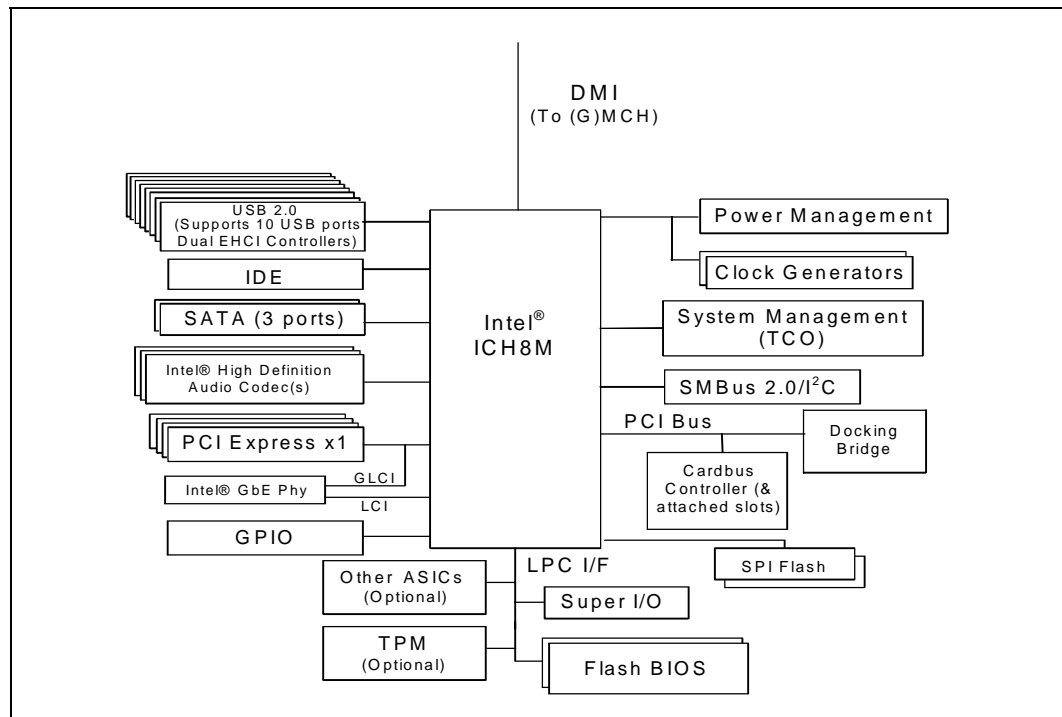 DMI
(To (G)MCH)
USB 2.0
(Supports 10 USB ports
Dual EHCI Controllers)
IDE
SATA (3 ports)
Intel® High Definition
Audio Codec(s)
PCI Express x1
GLCI
Intel® GbE Phy
LCI
GPIO
Intel®
ICH8M
Power Management
Clock Generators
System Management
(TCO)
SMBus 2.0/I²C
PCI Bus
Docking
Bridge
Cardbus
Controller (&
attached slots)
SPI Flash
LPC I/F
Other ASICs
(Optional)
Super I/O
TPM
(Optional)
Flash BIOS